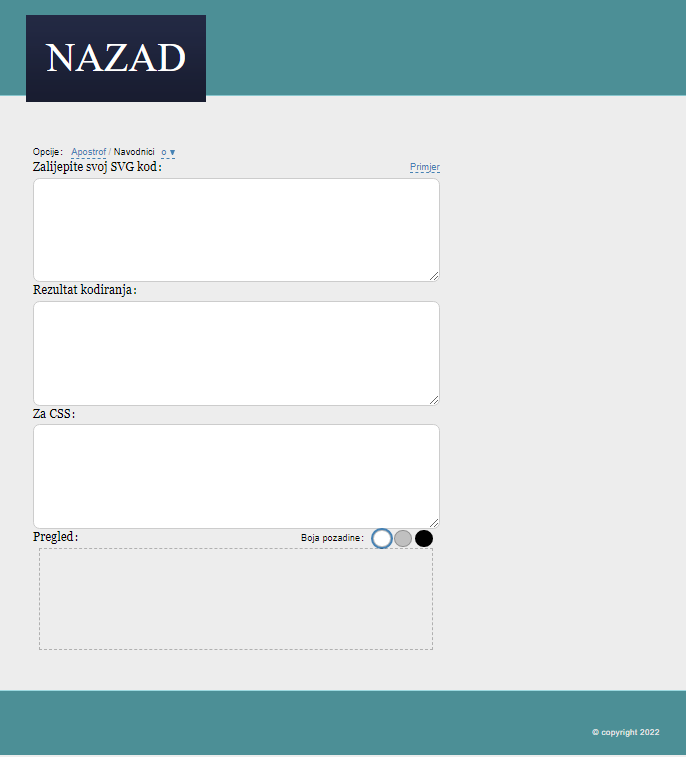 NAZAD
Opcije: Apostrof / Navodnici o ▾
Zalijepite svoj SVG kod: Primjer
Rezultat kodiranja:
Za CSS:
Pregled: Boja pozadine:
© copyright 2022